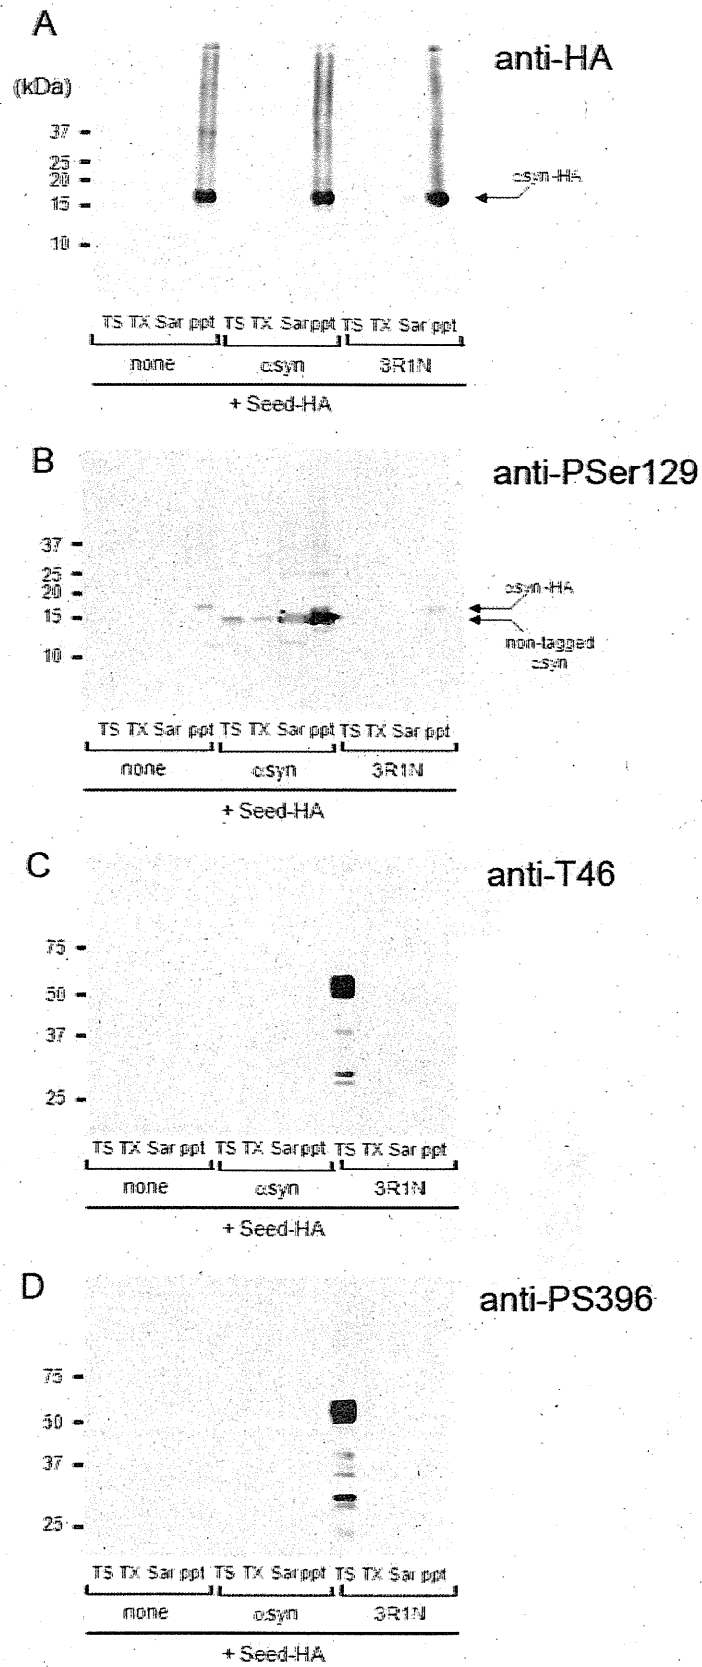 A
anti-HA
(kDa)
37
25
20
15
10
αsyn-HA
TS TX Sar ppt TS TX Sar ppt TS TX Sar ppt
none αsyn 3R1N
+ Seed-HA
B
anti-PSer129
37
25
20
15
10
αsyn-HA
non-tagged
αsyn
TS TX Sar ppt TS TX Sar ppt TS TX Sar ppt
none αsyn 3R1N
+ Seed-HA
C
anti-T46
75
50
37
25
TS TX Sar ppt TS TX Sar ppt TS TX Sar ppt
none αsyn 3R1N
+ Seed-HA
D
anti-PS396
75
50
37
25
TS TX Sar ppt TS TX Sar ppt TS TX Sar ppt
none αsyn 3R1N
+ Seed-HA